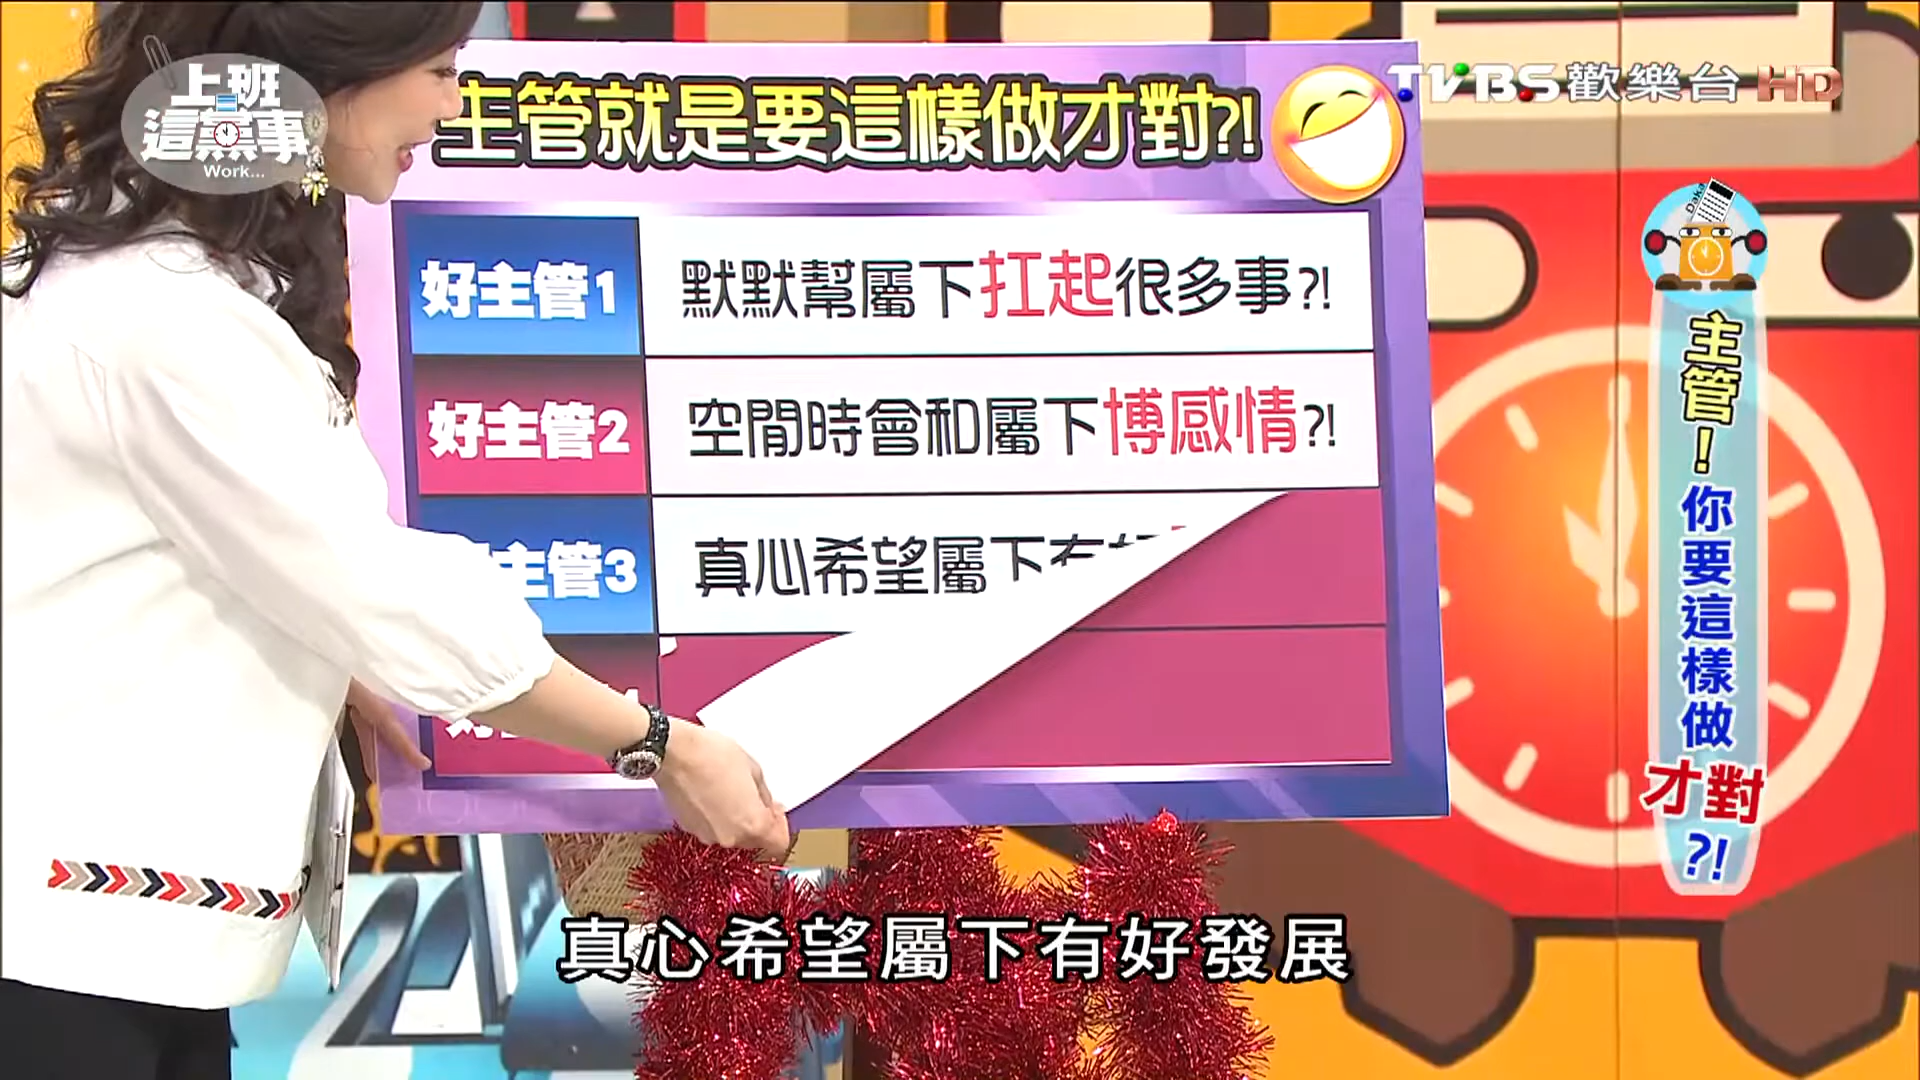 上班
這黨事
Work...
TVBS歡樂台 HD
主管就是要這樣做才對?!
好主管1
默默幫屬下扛起很多事?!
好主管2
空閒時會和屬下博感情?!
主管3
真心希望屬下有好
Daka
主管!你要這樣做才對?!
真心希望屬下有好發展